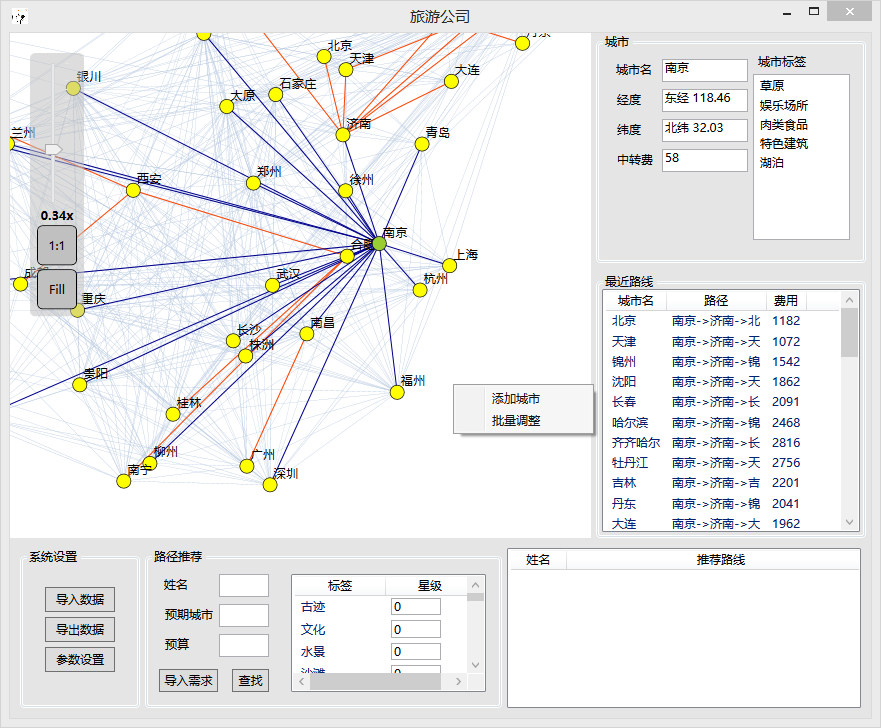 旅游公司
北京
天津
大连
银川
石家庄
太原
济南
青岛
兰州
西安
郑州
徐州
0.34x
南京
1:1
上海
武汉
杭州
Fill
重庆
南昌
长沙
株洲
贵阳
福州
桂林
柳州
广州
南宁
深圳
添加城市
批量调整
城市
城市名 南京
经度 东经 118.46
纬度 北纬 32.03
中转费 58
城市标签
草原
娱乐场所
肉类食品
特色建筑
湖泊
最近路线
城市名 路径 费用
北京 南京->济南->北 1182
天津 南京->济南->天 1072
锦州 南京->济南->锦 1542
沈阳 南京->济南->天 1862
长春 南京->济南->长 2091
哈尔滨 南京->济南->锦 2468
齐齐哈尔 南京->济南->长 2816
牡丹江 南京->济南->天 2756
吉林 南京->济南->吉 2201
丹东 南京->济南->锦 2041
大连 南京->济南->大 1962
系统设置
导入数据
导出数据
参数设置
路径推荐
姓名
预期城市
预算
导入需求 查找
标签 星级
古迹 0
文化 0
水景 0
沙滩 0
姓名 推荐路线